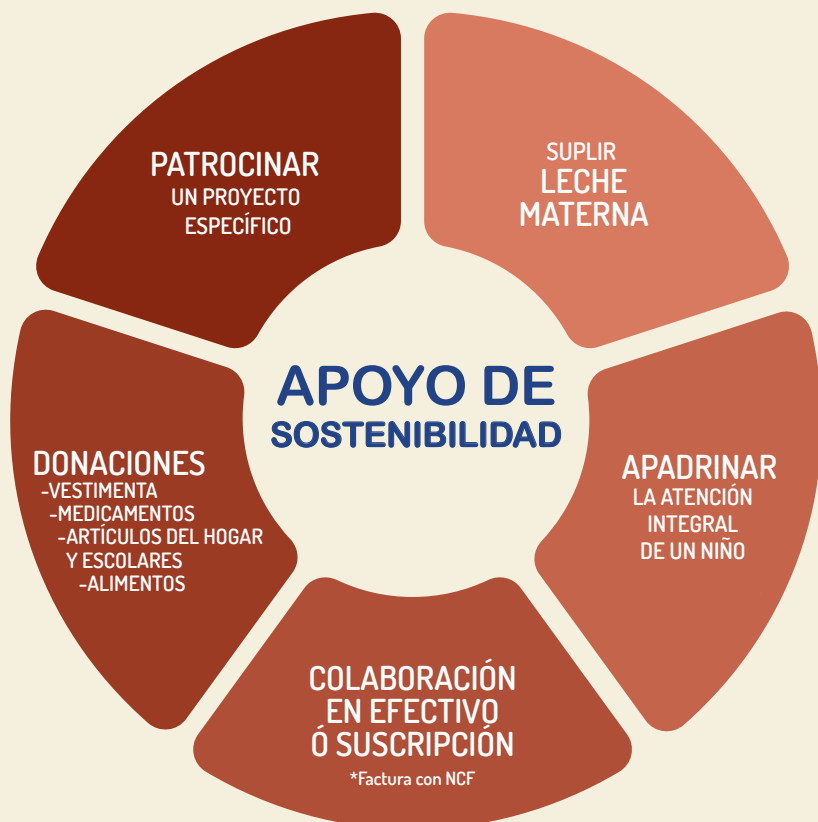 PATROCINAR
UN PROYECTO
ESPECÍFICO
SUPLIR
LECHE
MATERNA
APOYO DE
SOSTENIBILIDAD
DONACIONES
-VESTIMENTA
-MEDICAMENTOS
-ARTÍCULOS DEL HOGAR
Y ESCOLARES
-ALIMENTOS
APADRINAR
LA ATENCIÓN
INTEGRAL
DE UN NIÑO
COLABORACIÓN
EN EFECTIVO
Ó SUSCRIPCIÓN
*Factura con NCF